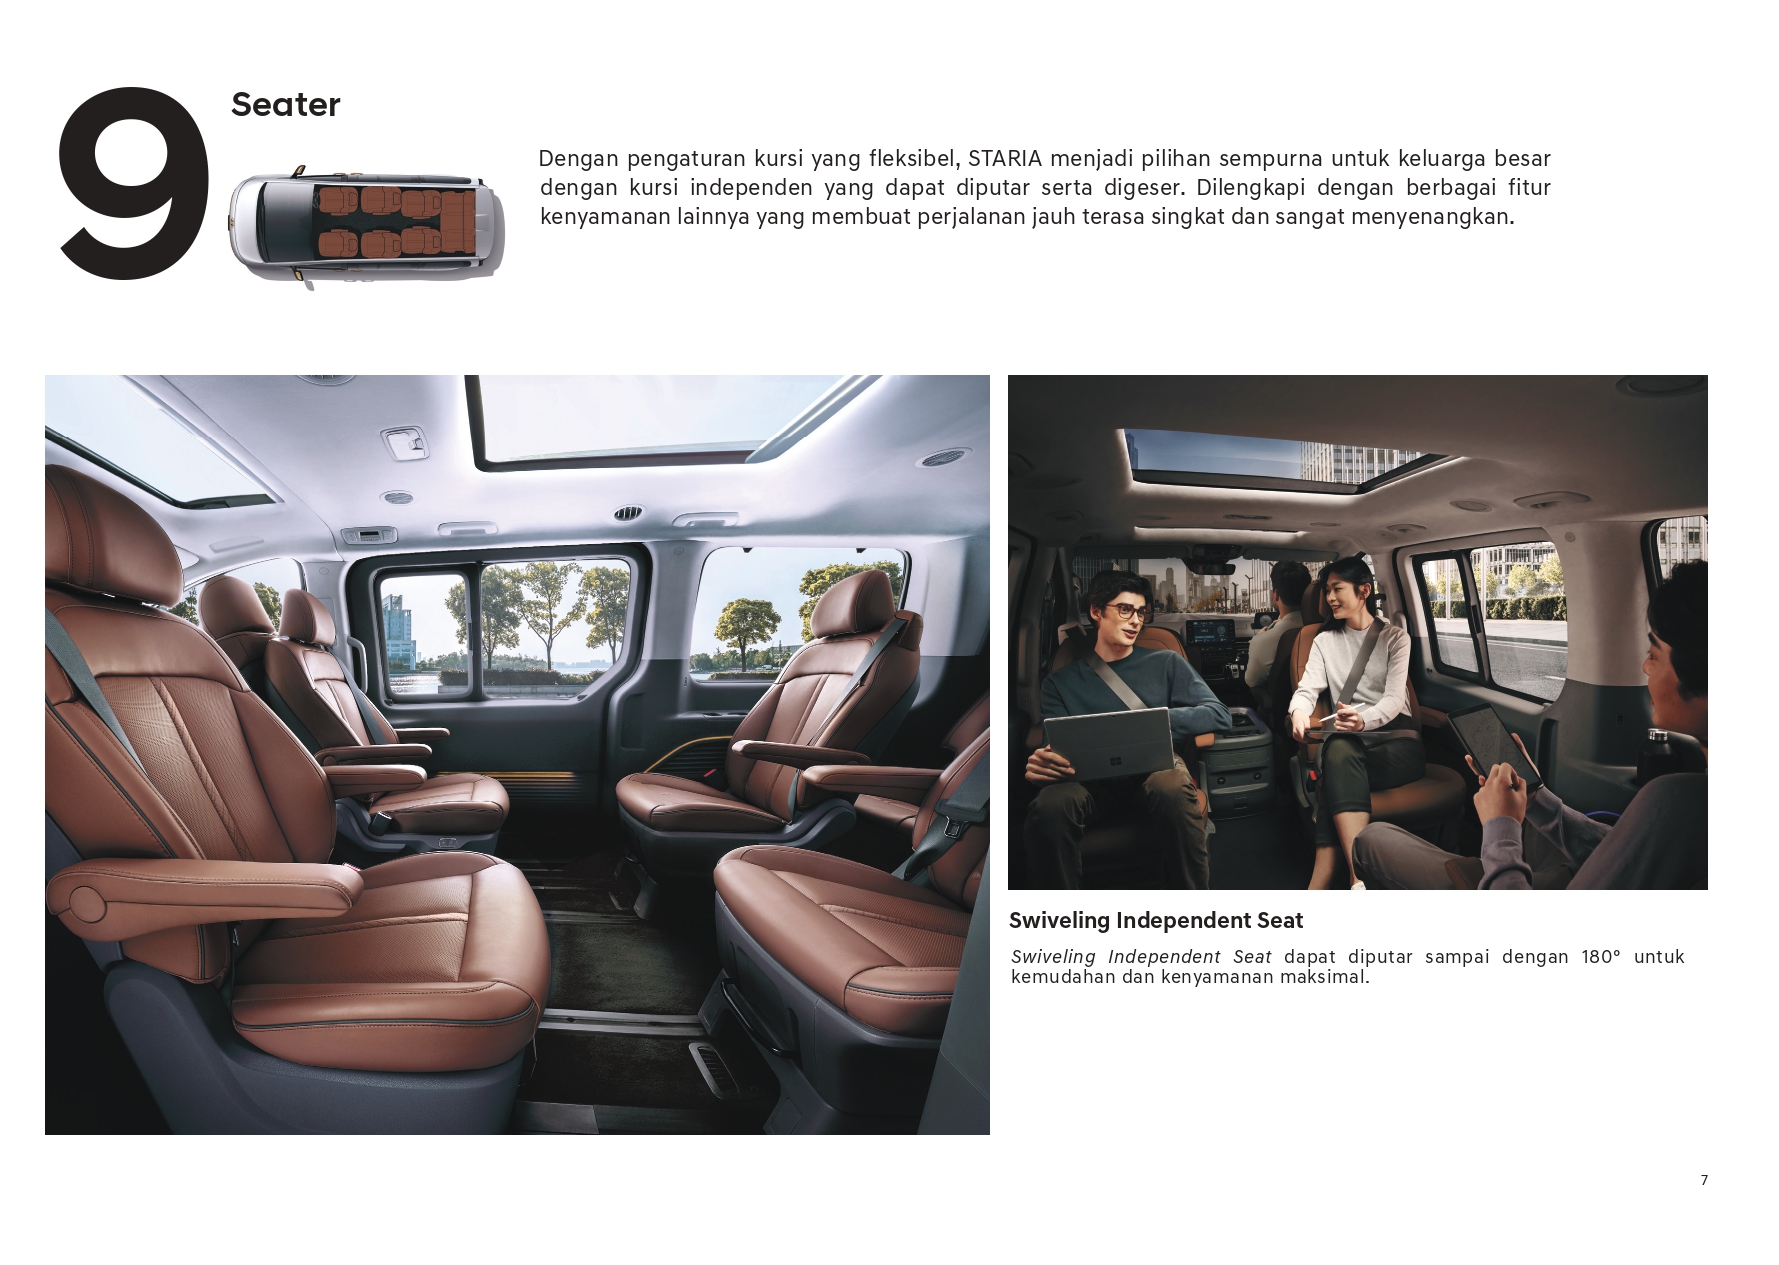 9
Seater
Dengan pengaturan kursi yang fleksibel, STARIA menjadi pilihan sempurna untuk keluarga besar
dengan kursi independen yang dapat diputar serta digeser. Dilengkapi dengan berbagai fitur
kenyamanan lainnya yang membuat perjalanan jauh terasa singkat dan sangat menyenangkan.
Swiveling Independent Seat
Swiveling Independent Seat dapat diputar sampai dengan 180° untuk
kemudahan dan kenyamanan maksimal.
7